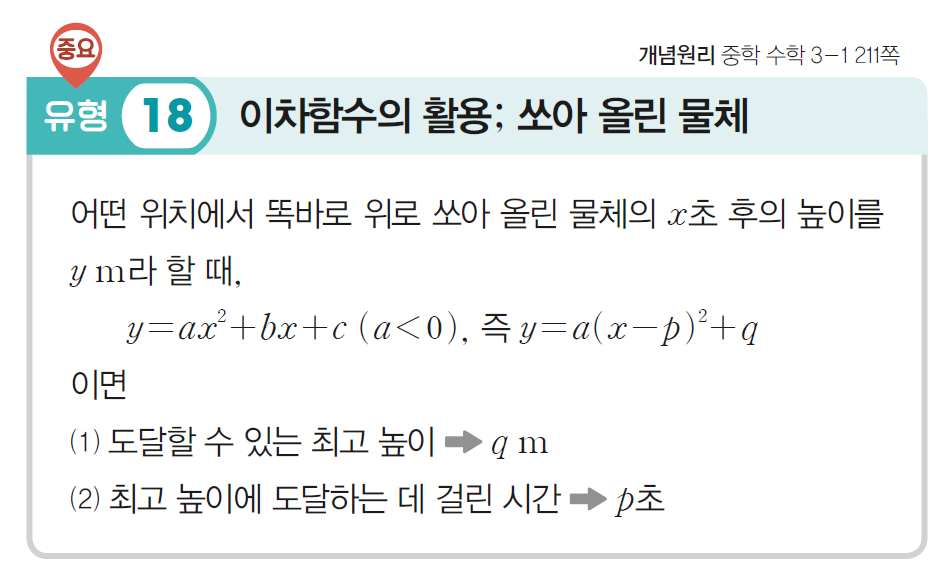 중요
개념원리 중학 수학 3-1 211쪽
유형 18 이차함수의 활용; 쏘아 올린 물체
어떤 위치에서 똑바로 위로 쏘아 올린 물체의 x초 후의 높이를
y m라 할 때,
y=ax²+bx+c (a<0), 즉 y=a(x-p)²+q
이면
(1) 도달할 수 있는 최고 높이 ➡ q m
(2) 최고 높이에 도달하는 데 걸린 시간 ➡ p초